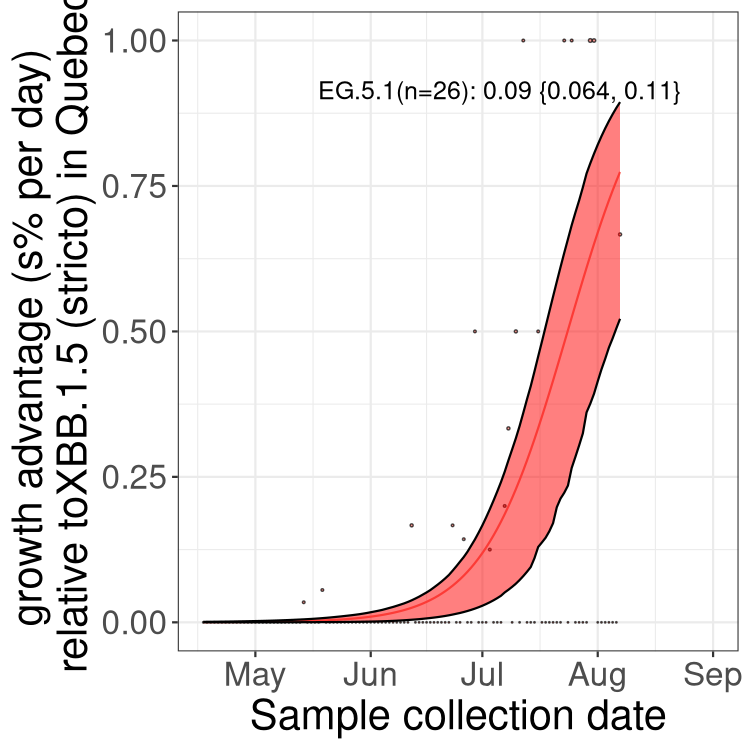 growth advantage (s% per day)
relative toXBB.1.5 (stricto) in Quebec
1.00
0.75
0.50
0.25
0.00
EG.5.1(n=26): 0.09 {0.064, 0.11}
May Jun Jul Aug Sep
Sample collection date